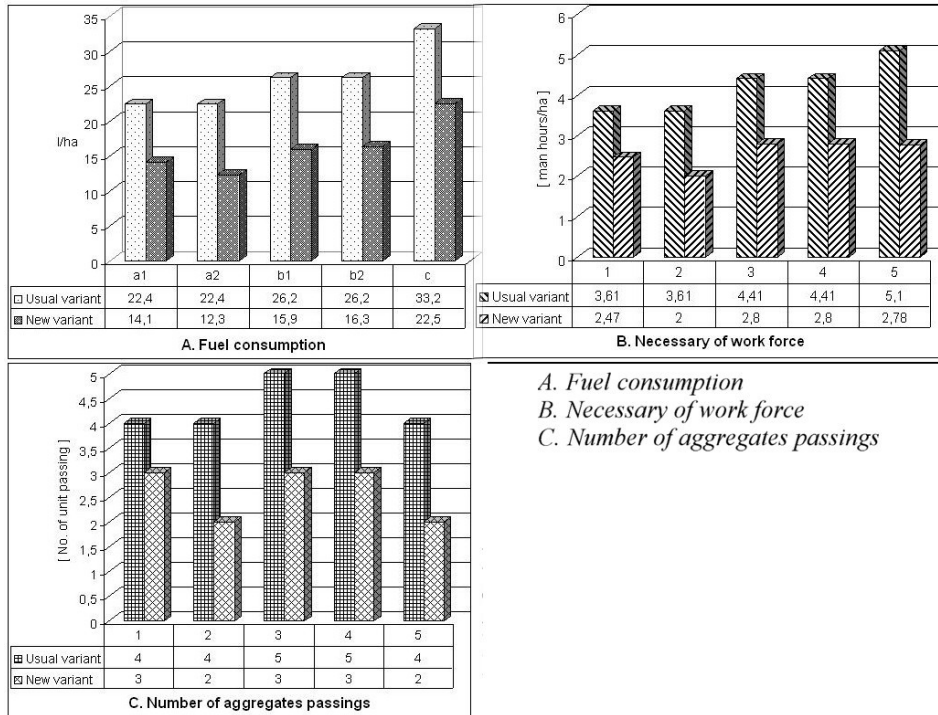 35
30
25
20
15
10
5
0
l/ha
a1 a2 b1 b2 c
Usual variant 22,4 22,4 26,2 26,2 33,2
New variant 14,1 12,3 15,9 16,3 22,5
A. Fuel consumption
6
5
4
3
2
1
0
[ man hours/ha ]
1 2 3 4 5
Usual variant 3,61 3,61 4,41 4,41 5,1
New variant 2,47 2 2,8 2,8 2,78
B. Necessary of work force
5
4,5
4
3,5
3
2,5
2
1,5
1
0,5
0
[ No. of unit passing ]
1 2 3 4 5
Usual variant 4 4 5 5 4
New variant 3 2 3 3 2
C. Number of aggregates passings
A. Fuel consumption
B. Necessary of work force
C. Number of aggregates passings